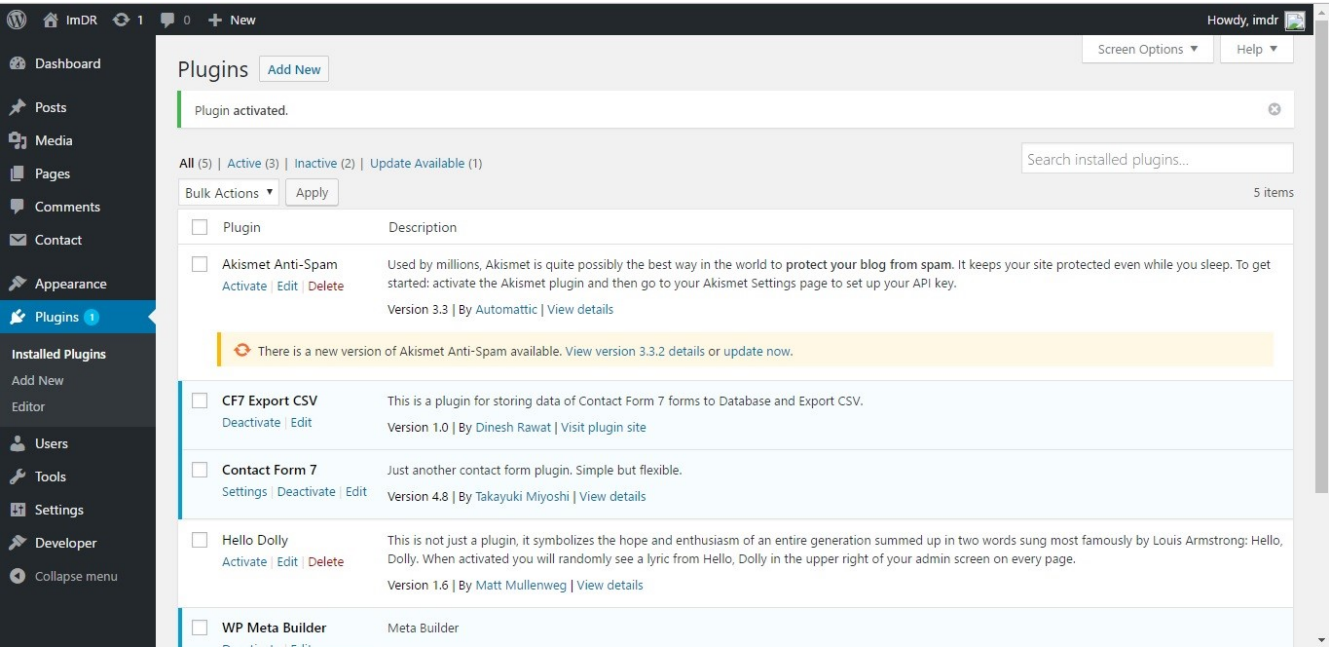 ImDR 1 0 New Howdy, imdr
Screen Options Help
Dashboard
Posts
Media
Pages
Comments
Contact
Appearance
Plugins 1
Installed Plugins
Add New
Editor
Users
Tools
Settings
Developer
Collapse menu
Plugins Add New
Plugin activated.
All (5) | Active (3) | Inactive (2) | Update Available (1)
Search installed plugins...
Bulk Actions Apply
5 items
Plugin Description
Akismet Anti-Spam
Activate | Edit | Delete
Used by millions, Akismet is quite possibly the best way in the world to protect your blog from spam. It keeps your site protected even while you sleep. To get
started: activate the Akismet plugin and then go to your Akismet Settings page to set up your API key.
Version 3.3 | By Automattic | View details
There is a new version of Akismet Anti-Spam available. View version 3.3.2 details or update now.
CF7 Export CSV
Deactivate | Edit
This is a plugin for storing data of Contact Form 7 forms to Database and Export CSV.
Version 1.0 | By Dinesh Rawat | Visit plugin site
Contact Form 7
Settings | Deactivate | Edit
Just another contact form plugin. Simple but flexible.
Version 4.8 | By Takayuki Miyoshi | View details
Hello Dolly
Activate | Edit | Delete
This is not just a plugin, it symbolizes the hope and enthusiasm of an entire generation summed up in two words sung most famously by Louis Armstrong: Hello,
Dolly. When activated you will randomly see a lyric from Hello, Dolly in the upper right of your admin screen on every page.
Version 1.6 | By Matt Mullenweg | View details
WP Meta Builder
Meta Builder